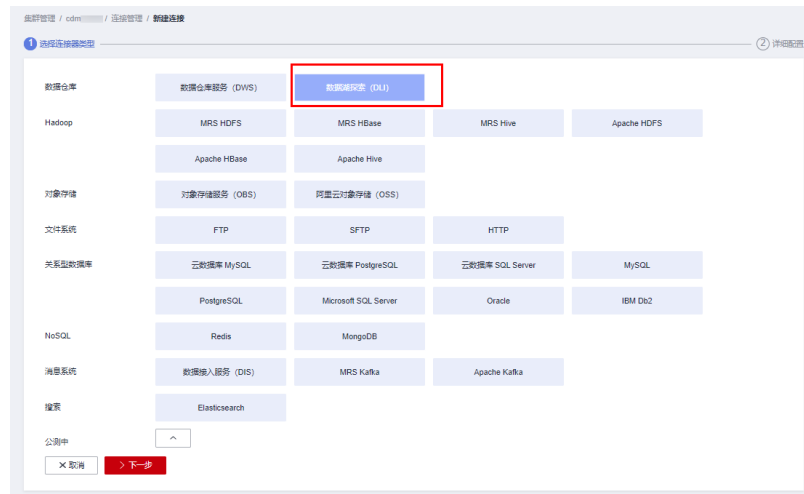 集群管理 / cdm / 连接管理 / 新建连接
1 选择连接器类型
2 详细配置
数据仓库 数据仓库服务（DWS） 数据湖探索（DLI）
Hadoop MRS HDFS MRS HBase MRS Hive Apache HDFS
Apache HBase Apache Hive
对象存储 对象存储服务（OBS） 阿里云对象存储（OSS）
文件系统 FTP SFTP HTTP
关系型数据库 云数据库 MySQL 云数据库 PostgreSQL 云数据库 SQL Server MySQL
PostgreSQL Microsoft SQL Server Oracle IBM Db2
NoSQL Redis MongoDB
消息系统 数据接入服务（DIS） MRS Kafka Apache Kafka
搜索 Elasticsearch
公测中
取消 下一步